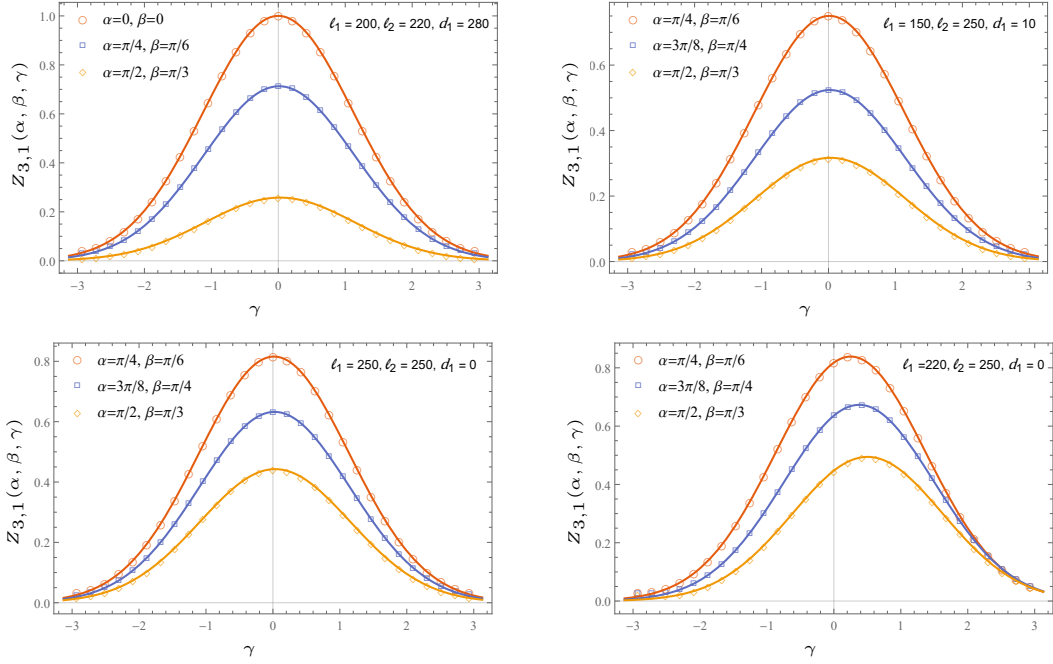 α=0, β=0
α=π/4, β=π/6
α=π/2, β=π/3
ℓ₁ = 200, ℓ₂ = 220, d₁ = 280
Z₃,₁(α, β, γ)
1.0
0.8
0.6
0.4
0.2
0.0
−3 −2 −1 0 1 2 3
γ
α=π/4, β=π/6
α=3π/8, β=π/4
α=π/2, β=π/3
ℓ₁ = 150, ℓ₂ = 250, d₁ = 10
Z₃,₁(α, β, γ)
0.6
0.4
0.2
0.0
−3 −2 −1 0 1 2 3
γ
α=π/4, β=π/6
α=3π/8, β=π/4
α=π/2, β=π/3
ℓ₁ = 250, ℓ₂ = 250, d₁ = 0
Z₃,₁(α, β, γ)
0.8
0.6
0.4
0.2
0.0
−3 −2 −1 0 1 2 3
γ
α=π/4, β=π/6
α=3π/8, β=π/4
α=π/2, β=π/3
ℓ₁ =220, ℓ₂ = 250, d₁ = 0
Z₃,₁(α, β, γ)
0.8
0.6
0.4
0.2
0.0
−3 −2 −1 0 1 2 3
γ